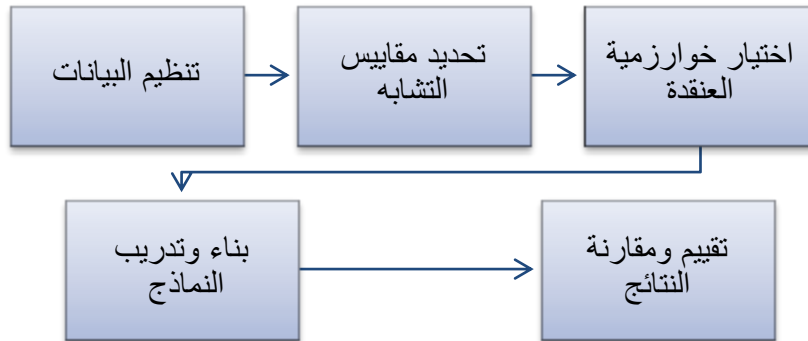 تنظيم البيانات
تحديد مقاييس
التشابه
اختيار خوارزمية
العنقدة
بناء وتدريب
النماذج
تقييم ومقارنة
النتائج